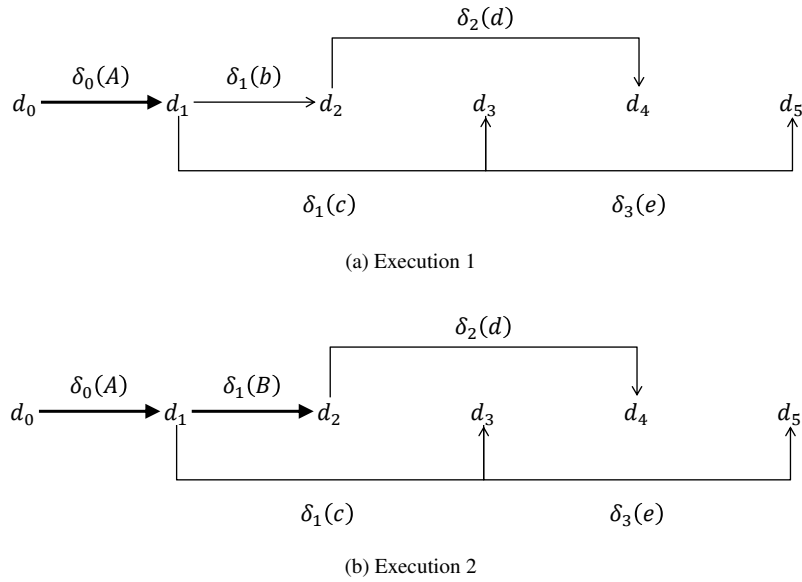 δ₂(d)
δ₀(A) δ₁(b)
d₀ d₁ d₂ d₃ d₄ d₅
δ₁(c) δ₃(e)
(a) Execution 1
δ₂(d)
δ₀(A) δ₁(B)
d₀ d₁ d₂ d₃ d₄ d₅
δ₁(c) δ₃(e)
(b) Execution 2